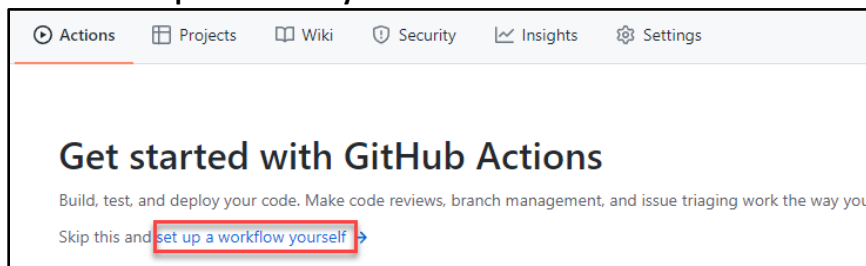 Actions Projects Wiki Security Insights Settings
Get started with GitHub Actions
Build, test, and deploy your code. Make code reviews, branch management, and issue triaging work the way you
Skip this and set up a workflow yourself →